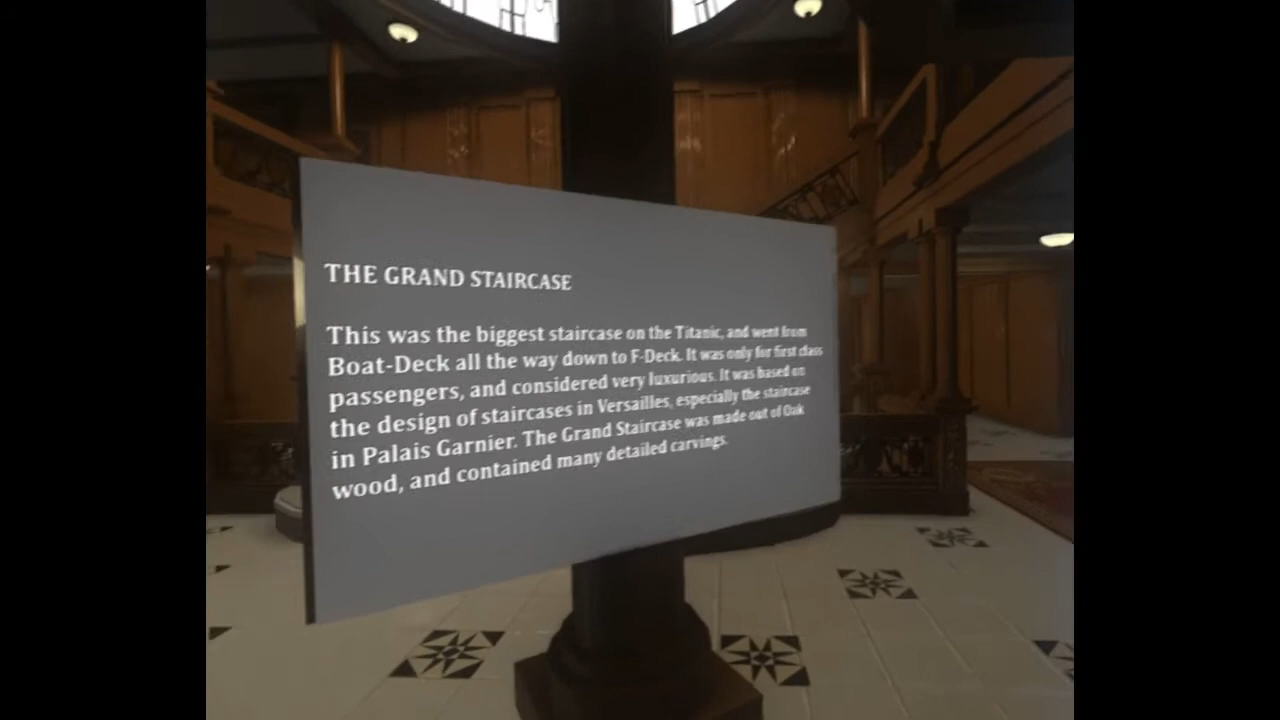 THE GRAND STAIRCASE
This was the biggest staircase on the Titanic, and went from
Boat-Deck all the way down to F-Deck. It was only for first class
passengers, and considered very luxurious. It was based on
the design of staircases in Versailles, especially the staircase
in Palais Garnier. The Grand Staircase was made out of Oak
wood, and contained many detailed carvings.